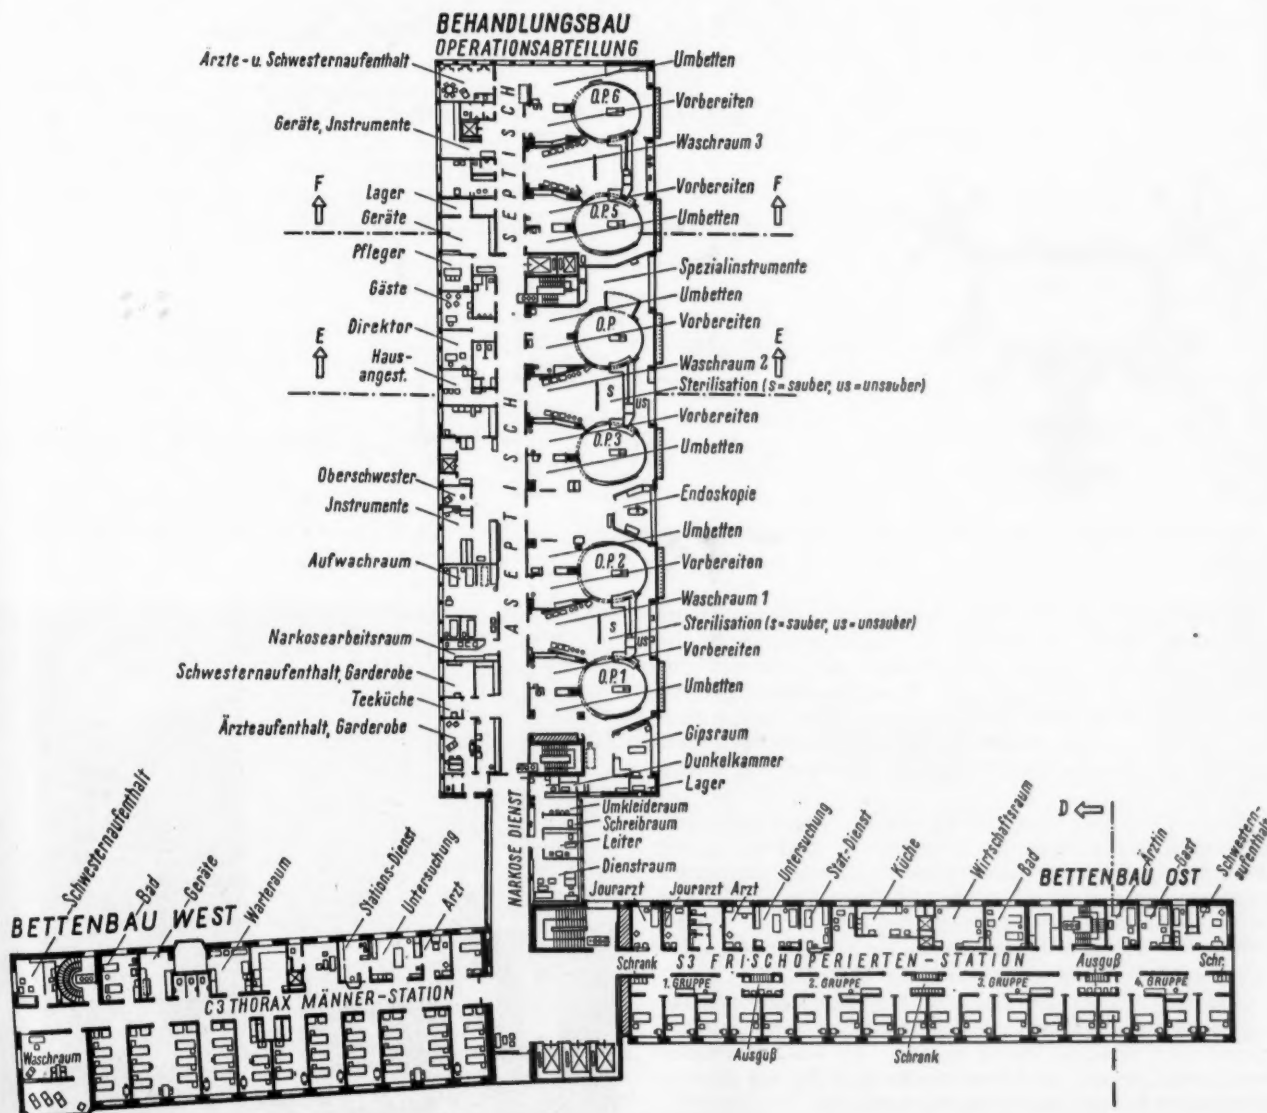 BEHANDLUNGSBAU
OPERATIONSABTEILUNG
Ärzte- u. Schwesternaufenthalt
Geräte, Jnstrumente
Lager
Geräte
Pfleger
Gäste
Direktor
Haus-
angest.
Oberschwester
Jnstrumente
Aufwachraum
Narkosearbeitsraum
Schwesternaufenthalt, Garderobe
Teeküche
Ärzteaufenthalt, Garderobe
F
F
E
E
SEPTISCH
ASEPTISCH
O.P. 6
O.P. 5
O.P.
O.P. 3
O.P. 2
O.P. 1
S
US
S
US
Umbetten
Vorbereiten
Waschraum 3
Vorbereiten
Umbetten
Spezialinstrumente
Umbetten
Vorbereiten
Waschraum 2
Sterilisation (s=sauber, us=unsauber)
Vorbereiten
Umbetten
Endoskopie
Umbetten
Vorbereiten
Waschraum 1
Sterilisation (s=sauber, us=unsauber)
Vorbereiten
Umbetten
Gipsraum
Dunkelkammer
Lager
NARKOSE DIENST
Umkleideraum
Schreibraum
Leiter
Dienstraum
BETTENBAU WEST
Schwesternaufenthalt
Bad
Geräte
Warteraum
Stations-Dienst
Untersuchung
Arzt
C3 THORAX MÄNNER-STATION
Waschraum
BETTENBAU OST
D
Jourarzt
Jourarzt
Arzt
Untersuchung
Stat.-Dienst
Küche
Wirtschaftsraum
Bad
Ärztin
Gast
Schwestern-
aufenthalt
Schrank
S3 FRISCHOPERIERTEN-STATION
Ausguß
Schr.
1. GRUPPE
2. GRUPPE
3. GRUPPE
4. GRUPPE
Ausguß
Schrank